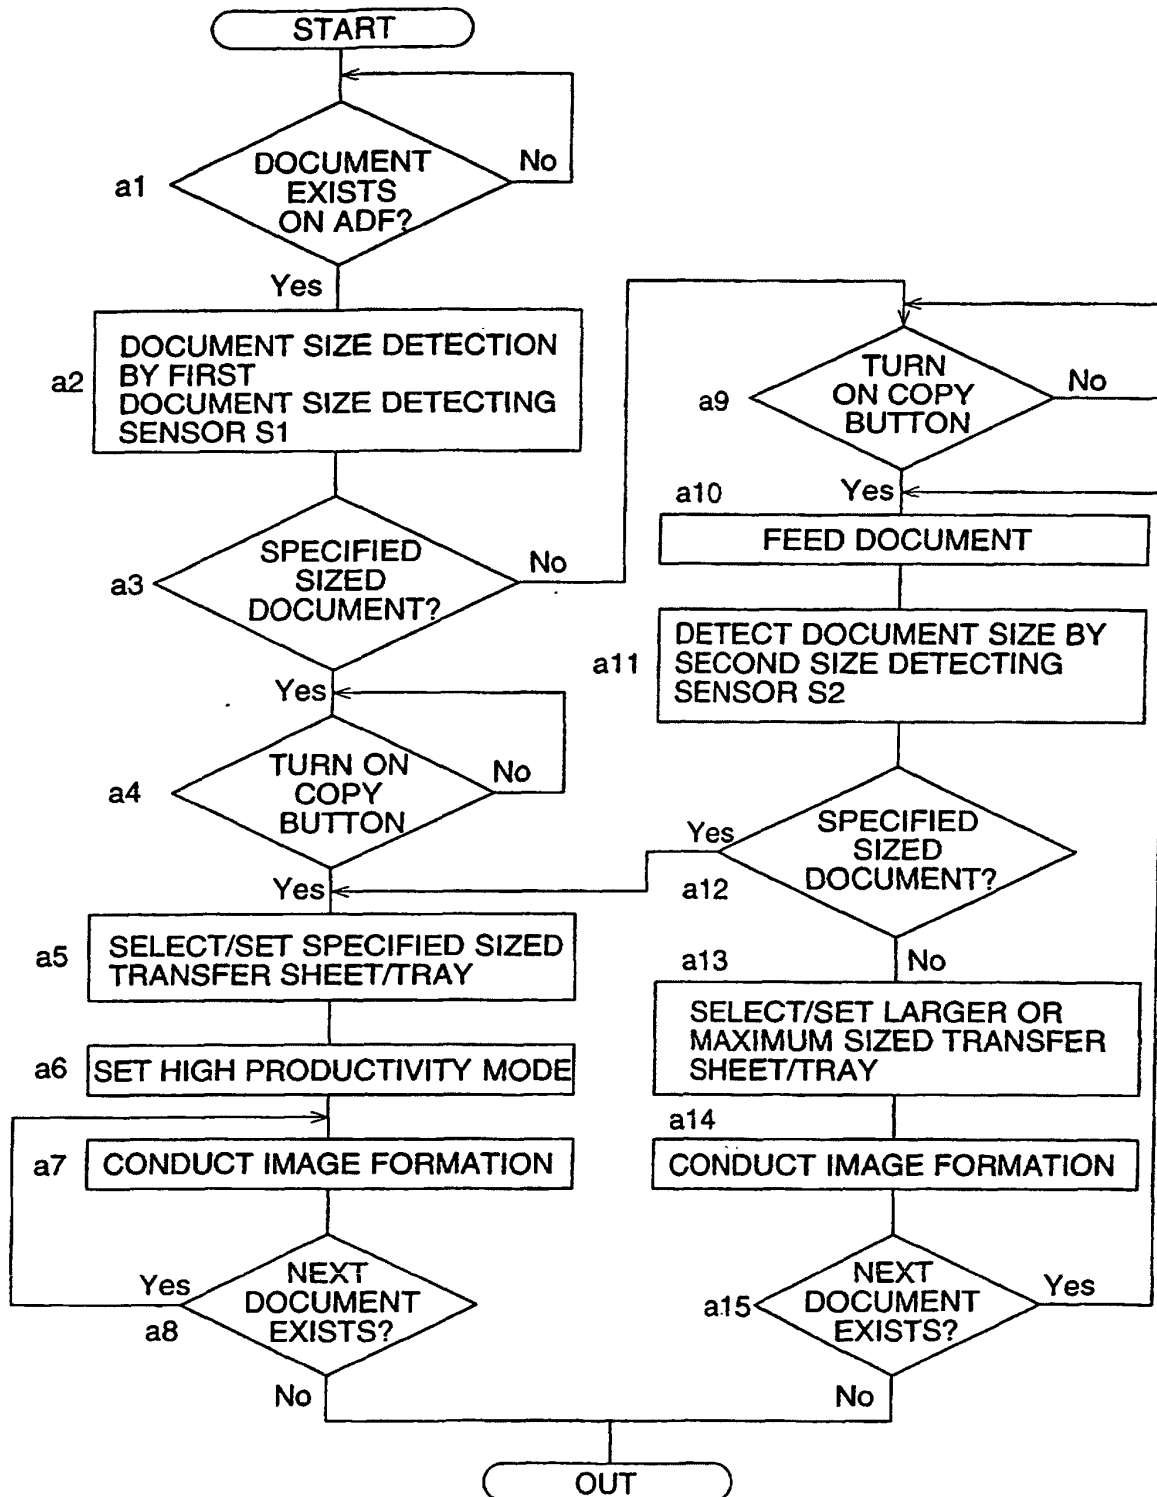 START
a1
DOCUMENT
EXISTS
ON ADF?
No
Yes
a2
DOCUMENT SIZE DETECTION
BY FIRST
DOCUMENT SIZE DETECTING
SENSOR S1
a3
SPECIFIED
SIZED
DOCUMENT?
No
Yes
a4
TURN ON
COPY
BUTTON
No
Yes
a5
SELECT/SET SPECIFIED SIZED
TRANSFER SHEET/TRAY
a6
SET HIGH PRODUCTIVITY MODE
a7
CONDUCT IMAGE FORMATION
a8
NEXT
DOCUMENT
EXISTS?
Yes
No
a9
TURN
ON COPY
BUTTON
No
Yes
a10
FEED DOCUMENT
a11
DETECT DOCUMENT SIZE BY
SECOND SIZE DETECTING
SENSOR S2
a12
SPECIFIED
SIZED
DOCUMENT?
Yes
No
a13
SELECT/SET LARGER OR
MAXIMUM SIZED TRANSFER
SHEET/TRAY
a14
CONDUCT IMAGE FORMATION
a15
NEXT
DOCUMENT
EXISTS?
Yes
No
OUT